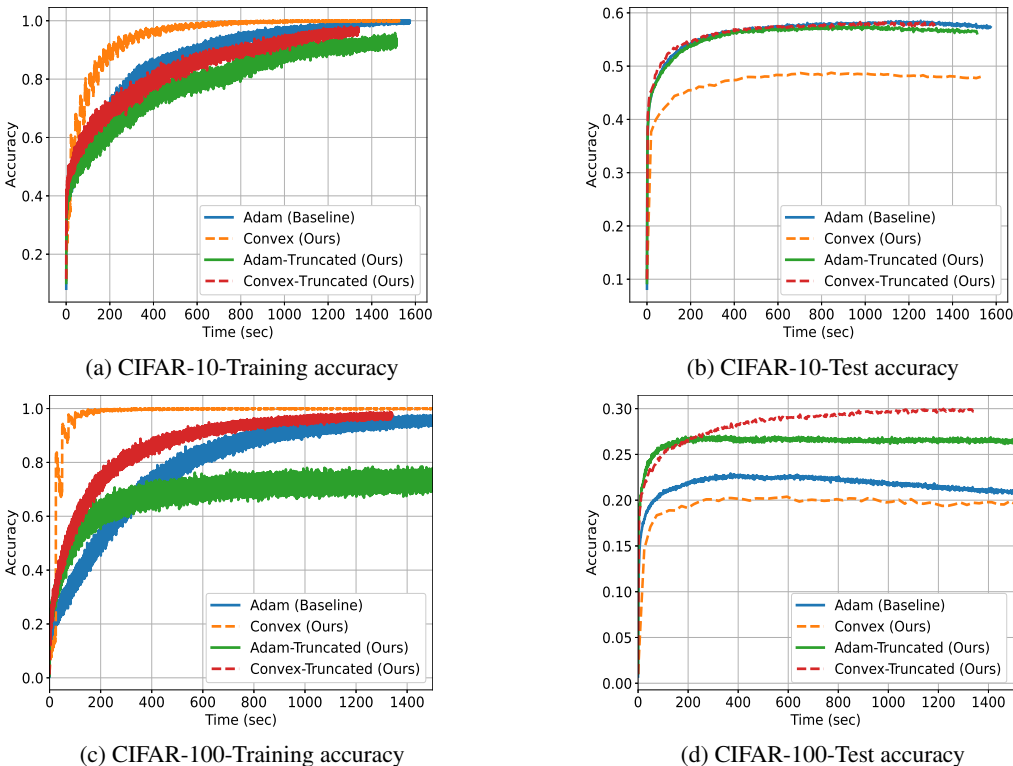 1.0
0.8
0.6
0.4
0.2
Accuracy
0 200 400 600 800 1000 1200 1400 1600
Time (sec)
Adam (Baseline)
Convex (Ours)
Adam-Truncated (Ours)
Convex-Truncated (Ours)
(a) CIFAR-10-Training accuracy
0.6
0.5
0.4
0.3
0.2
0.1
Accuracy
0 200 400 600 800 1000 1200 1400 1600
Time (sec)
Adam (Baseline)
Convex (Ours)
Adam-Truncated (Ours)
Convex-Truncated (Ours)
(b) CIFAR-10-Test accuracy
1.0
0.8
0.6
0.4
0.2
0.0
Accuracy
0 200 400 600 800 1000 1200 1400
Time (sec)
Adam (Baseline)
Convex (Ours)
Adam-Truncated (Ours)
Convex-Truncated (Ours)
(c) CIFAR-100-Training accuracy
0.30
0.25
0.20
0.15
0.10
0.05
0.00
Accuracy
0 200 400 600 800 1000 1200 1400
Time (sec)
Adam (Baseline)
Convex (Ours)
Adam-Truncated (Ours)
Convex-Truncated (Ours)
(d) CIFAR-100-Test accuracy